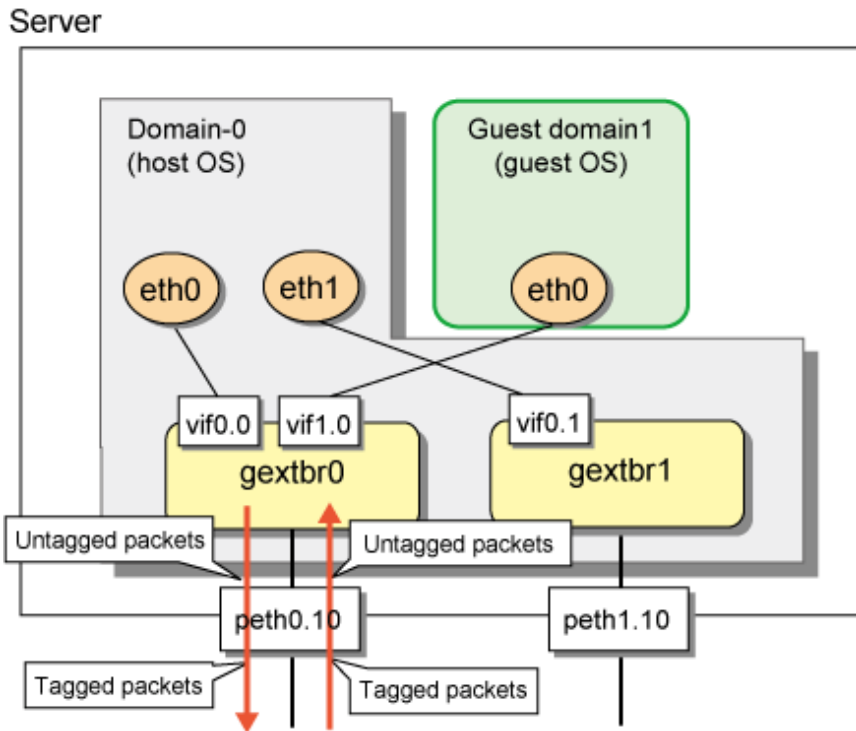 Server
Domain-0
(host OS)
Guest domain1
(guest OS)
eth0
eth1
eth0
vif0.0
vif1.0
vif0.1
gextbr0
gextbr1
Untagged packets
Untagged packets
peth0.10
peth1.10
Tagged packets
Tagged packets